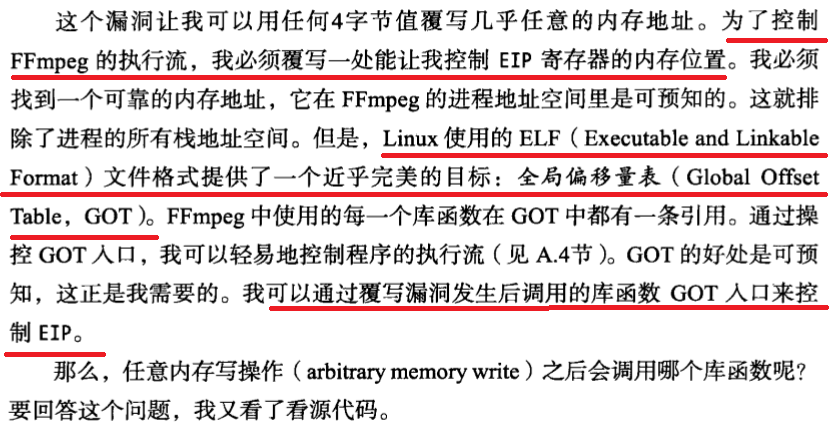 这个漏洞让我可以用任何4字节值覆写几乎任意的内存地址。为了控制
FFmpeg 的执行流，我必须覆写一处能让我控制 EIP 寄存器的内存位置。我必须
找到一个可靠的内存地址，它在 FFmpeg 的进程地址空间里是可预知的。这就排
除了进程的所有栈地址空间。但是，Linux 使用的 ELF（Executable and Linkable
Format）文件格式提供了一个近乎完美的目标：全局偏移量表（Global Offset
Table，GOT）。FFmpeg 中使用的每一个库函数在 GOT 中都有一条引用。通过操
控 GOT 入口，我可以轻易地控制程序的执行流（见 A.4节）。GOT 的好处是可预
知，这正是我需要的。我可以通过覆写漏洞发生后调用的库函数 GOT 入口来控
制 EIP。
那么，任意内存写操作（arbitrary memory write）之后会调用哪个库函数呢？
要回答这个问题，我又看了看源代码。